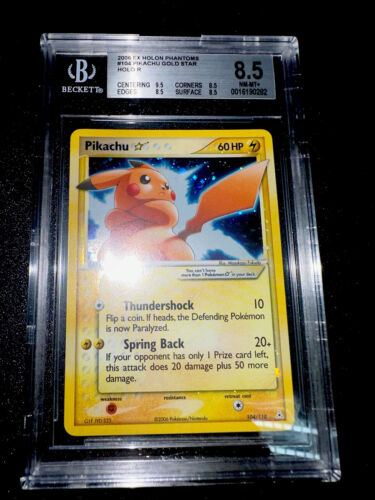 2006 EX HOLON PHANTOMS
#104 PIKACHU GOLD STAR
HOLO R
B
BECKETT
CENTERING 9.5 CORNERS 8.5
EDGES 8.5 SURFACE 8.5
8.5
NM-MT+
0016190282
Pikachu ☆
60 HP
Illus. Masakazu Fukuda
You can't have
more than 1 Pokémon ☆ in your deck.
Thundershock 10
Flip a coin. If heads, the Defending Pokémon
is now Paralyzed.
Spring Back 20+
If your opponent has only 1 Prize card left,
this attack does 20 damage plus 50 more
damage.
weakness resistance retreat cost
©2006 Pokémon/Nintendo
104/110